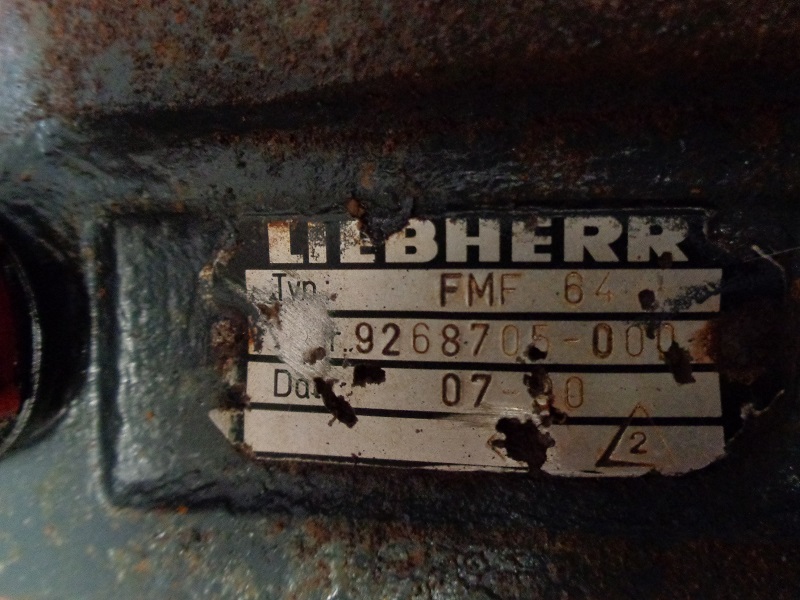 LIEBHERR
Typ.: FMF 64
9268705-000
07
2